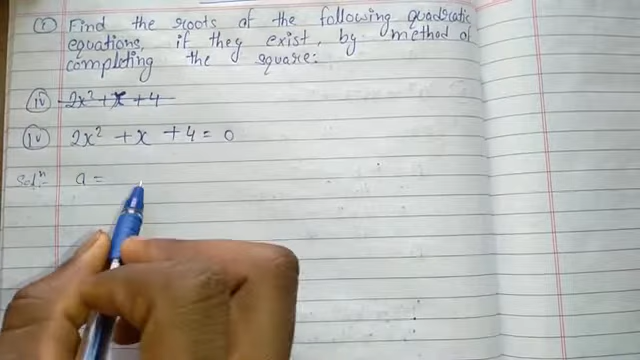 (1) Find the roots of the following quadratic
equations, if they exist, by method of
completing the square:
(iv) 2x² + x + 4
(iv) 2x² + x + 4 = 0
Solⁿ:- a =